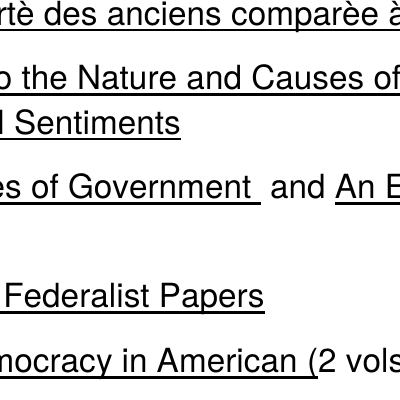 rtè des anciens comparèe à
o the Nature and Causes of
l Sentiments
es of Government and An E
Federalist Papers
mocracy in American (2 vols